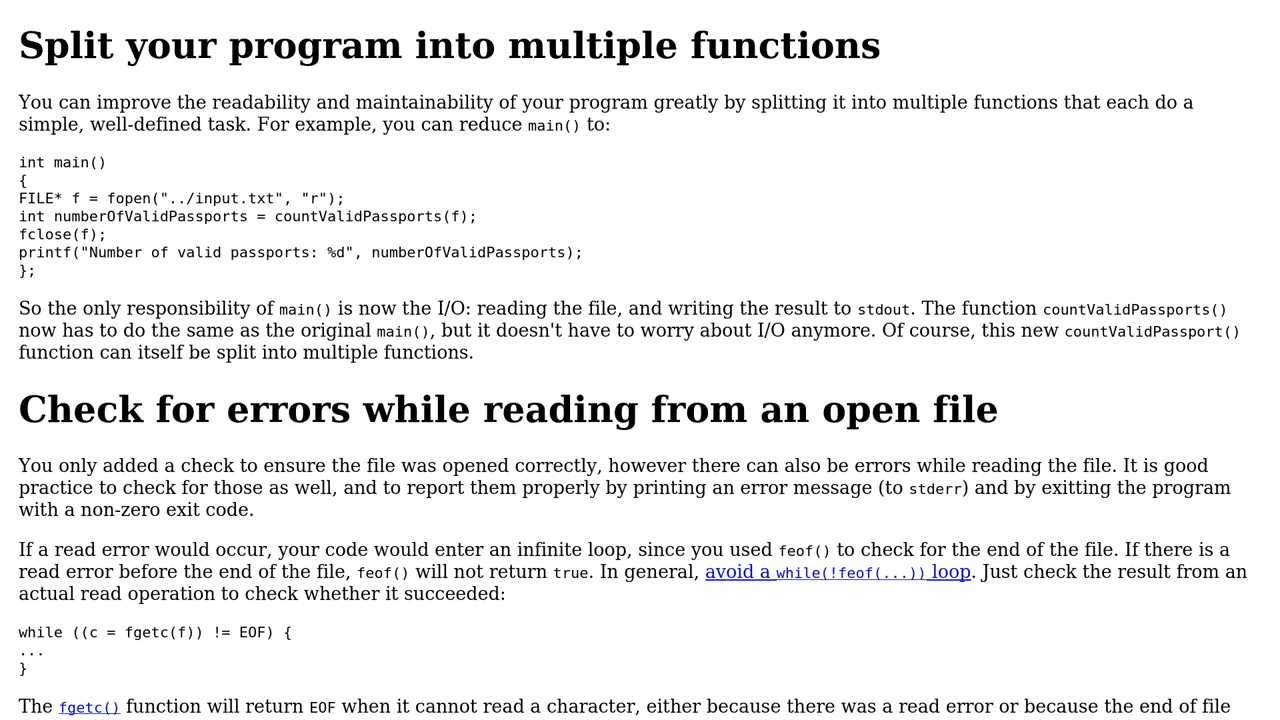 Split your program into multiple functions
You can improve the readability and maintainability of your program greatly by splitting it into multiple functions that each do a
simple, well-defined task. For example, you can reduce main() to:
int main()
{
FILE* f = fopen("../input.txt", "r");
int numberOfValidPassports = countValidPassports(f);
fclose(f);
printf("Number of valid passports: %d", numberOfValidPassports);
};
So the only responsibility of main() is now the I/O: reading the file, and writing the result to stdout. The function countValidPassports()
now has to do the same as the original main(), but it doesn't have to worry about I/O anymore. Of course, this new countValidPassport()
function can itself be split into multiple functions.
Check for errors while reading from an open file
You only added a check to ensure the file was opened correctly, however there can also be errors while reading the file. It is good
practice to check for those as well, and to report them properly by printing an error message (to stderr) and by exitting the program
with a non-zero exit code.
If a read error would occur, your code would enter an infinite loop, since you used feof() to check for the end of the file. If there is a
read error before the end of the file, feof() will not return true. In general, avoid a while(!feof(...)) loop. Just check the result from an
actual read operation to check whether it succeeded:
while ((c = fgetc(f)) != EOF) {
...
}
The fgetc() function will return EOF when it cannot read a character, either because there was a read error or because the end of file